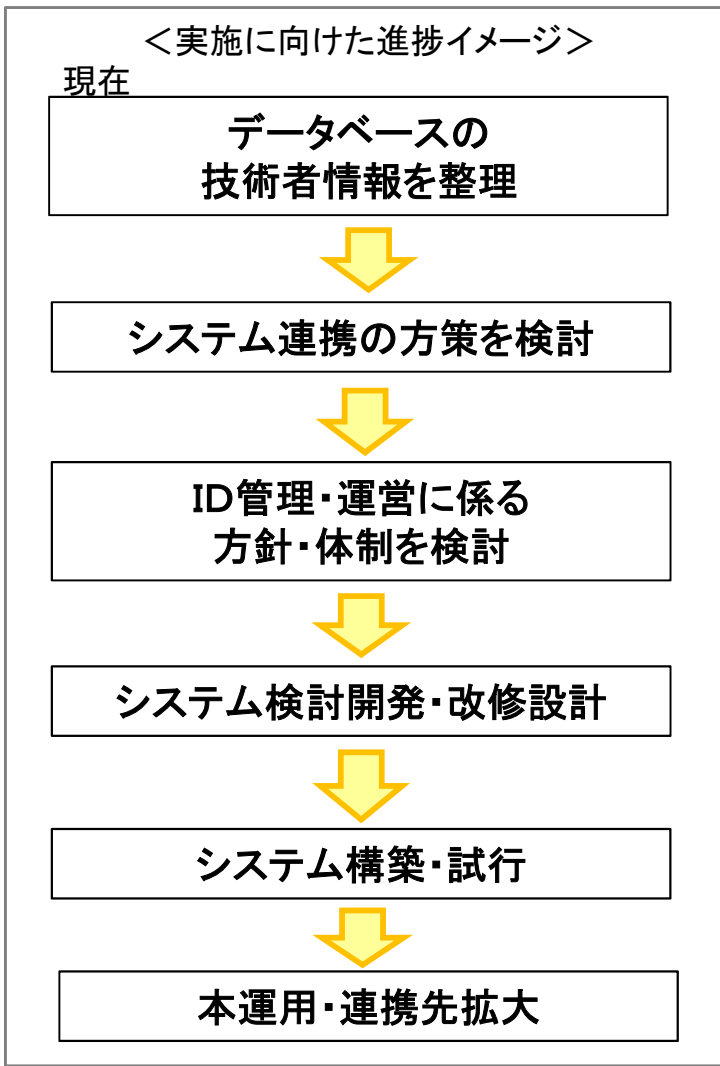 ＜実施に向けた進捗イメージ＞
現在
データベースの
技術者情報を整理
システム連携の方策を検討
ID管理・運営に係る
方針・体制を検討
システム検討開発・改修設計
システム構築・試行
本運用・連携先拡大